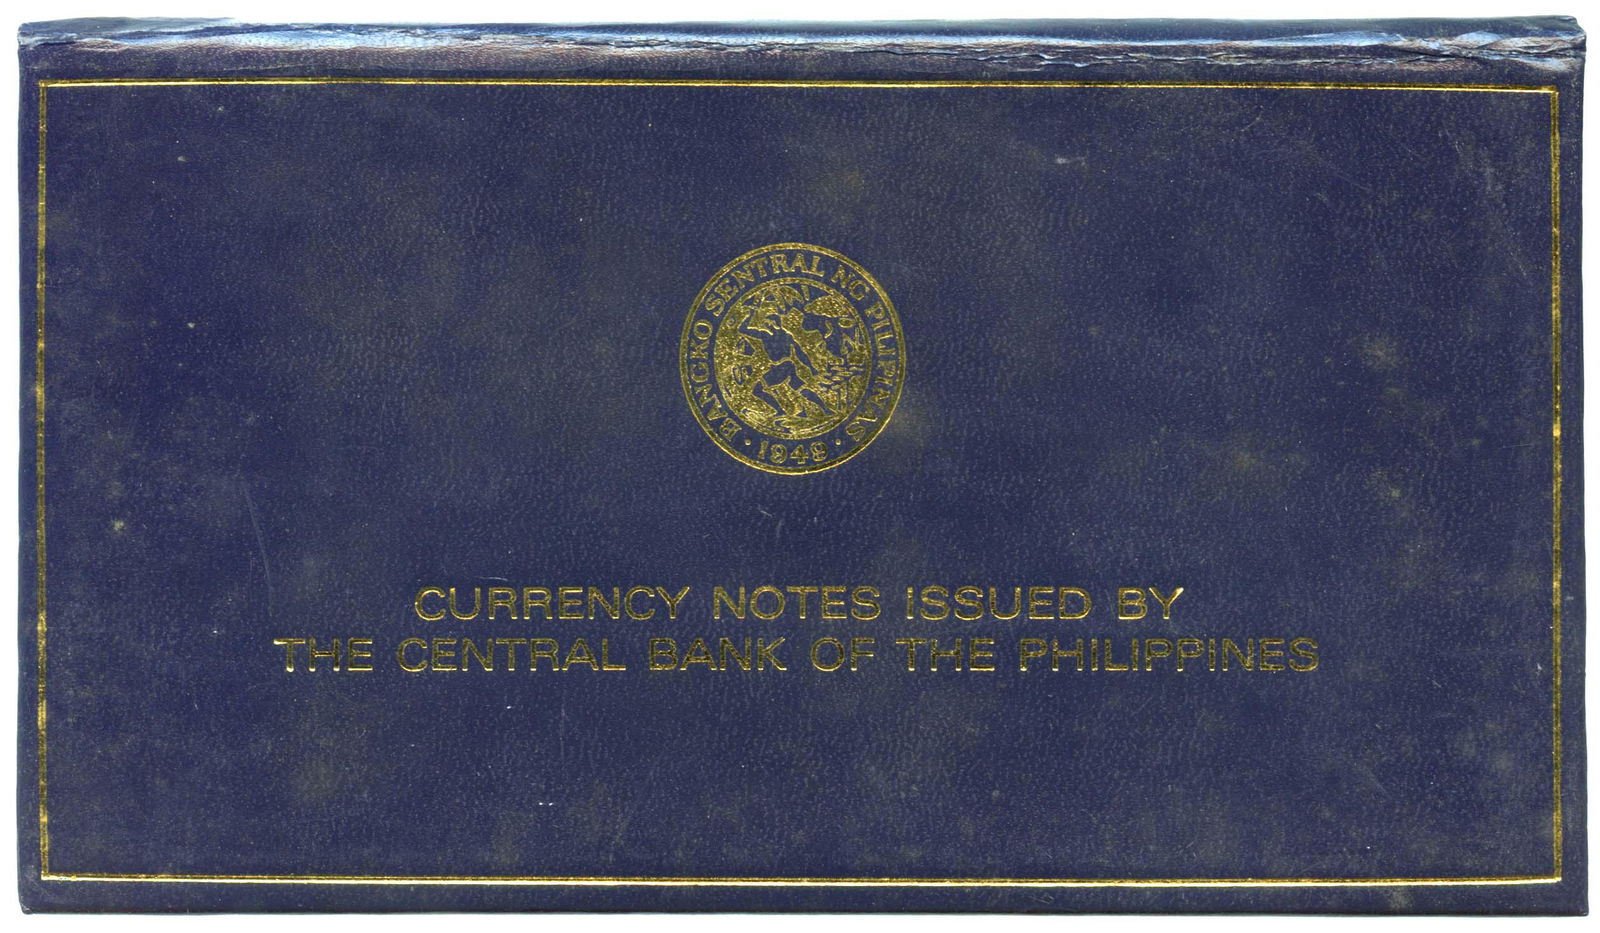 BANGKO SENTRAL NG PILIPINAS
· 1949 ·
CURRENCY NOTES ISSUED BY
THE CENTRAL BANK OF THE PHILIPPINES